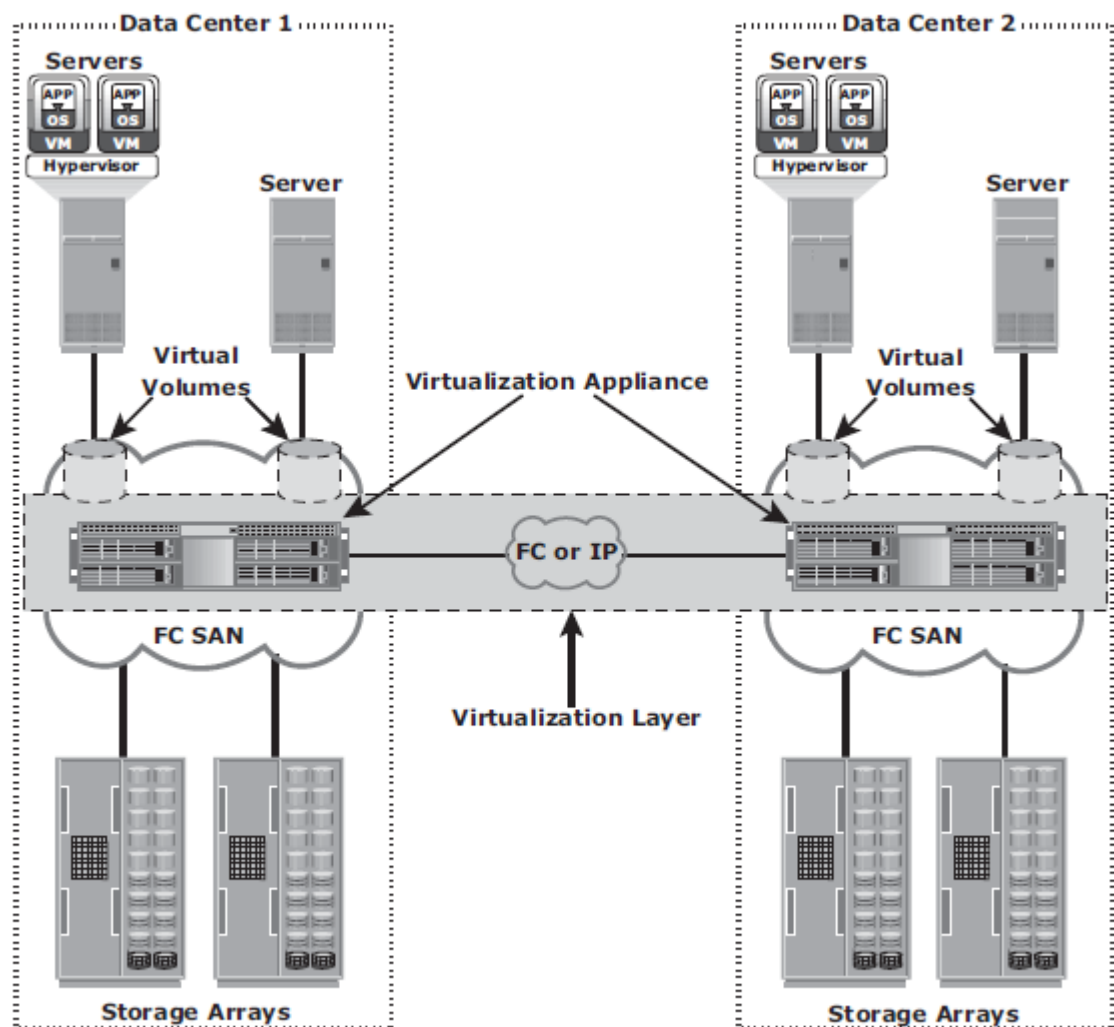 Data Center 1
Data Center 2
Servers
Servers
APP
APP
OS
OS
VM
VM
Hypervisor
APP
APP
OS
OS
VM
VM
Hypervisor
Server
Server
Virtual
Volumes
Virtualization Appliance
Virtual
Volumes
FC or IP
FC SAN
FC SAN
Virtualization Layer
Storage Arrays
Storage Arrays